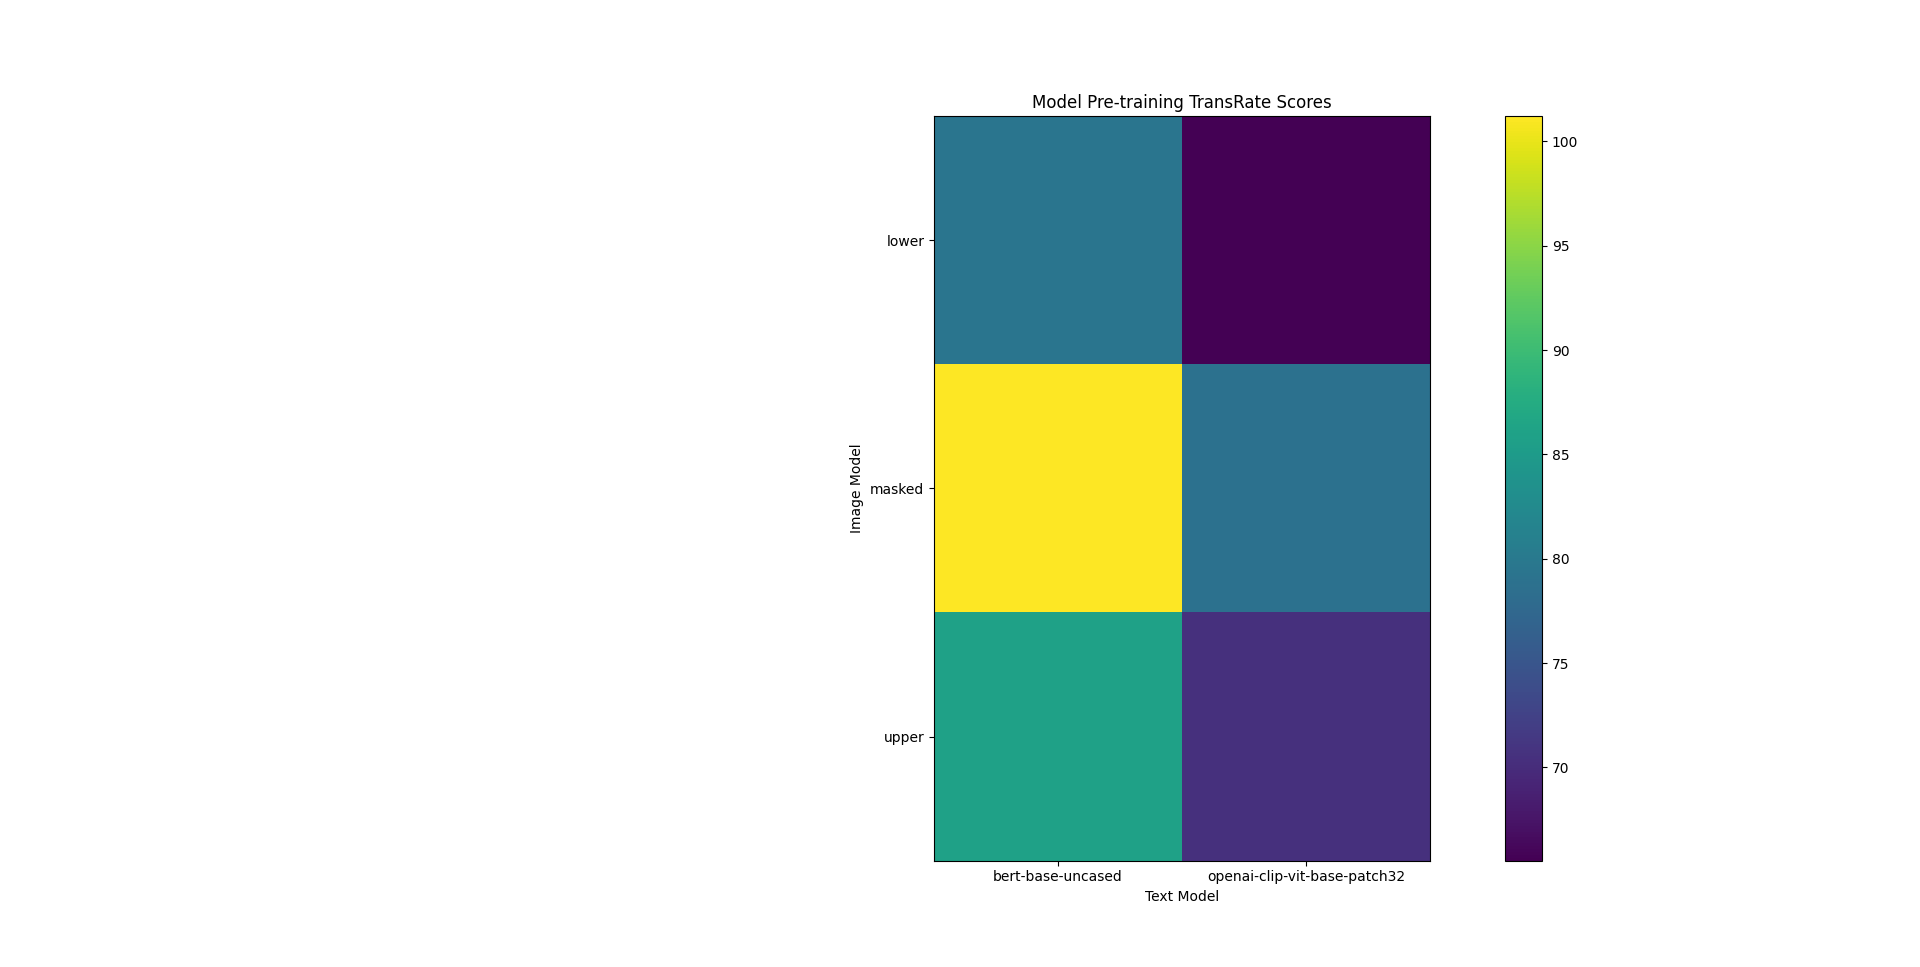 Model Pre-training TransRate Scores
Image Model
lower
masked
upper
bert-base-uncased
openai-clip-vit-base-patch32
Text Model
100
95
90
85
80
75
70